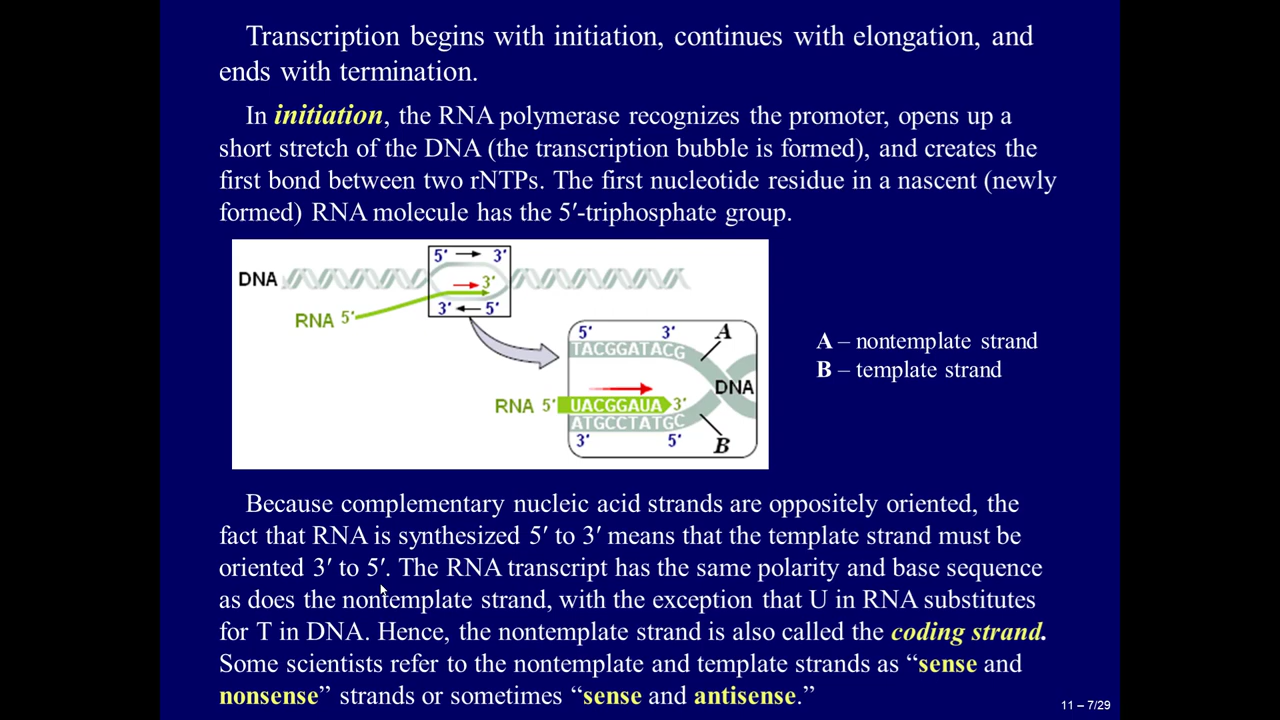 Transcription begins with initiation, continues with elongation, and
ends with termination.
In initiation, the RNA polymerase recognizes the promoter, opens up a
short stretch of the DNA (the transcription bubble is formed), and creates the
first bond between two rNTPs. The first nucleotide residue in a nascent (newly
formed) RNA molecule has the 5′-triphosphate group.
5′ → 3′
DNA
3′
RNA 5′
3′ ← 5′
5′ 3′ A
TACGGATACG
DNA
RNA 5′ UACGGAUA 3′
ATGCCTATGC
3′ 5′ B
A – nontemplate strand
B – template strand
Because complementary nucleic acid strands are oppositely oriented, the
fact that RNA is synthesized 5′ to 3′ means that the template strand must be
oriented 3′ to 5′. The RNA transcript has the same polarity and base sequence
as does the nontemplate strand, with the exception that U in RNA substitutes
for T in DNA. Hence, the nontemplate strand is also called the coding strand.
Some scientists refer to the nontemplate and template strands as “sense and
nonsense” strands or sometimes “sense and antisense.”
11 – 7/29